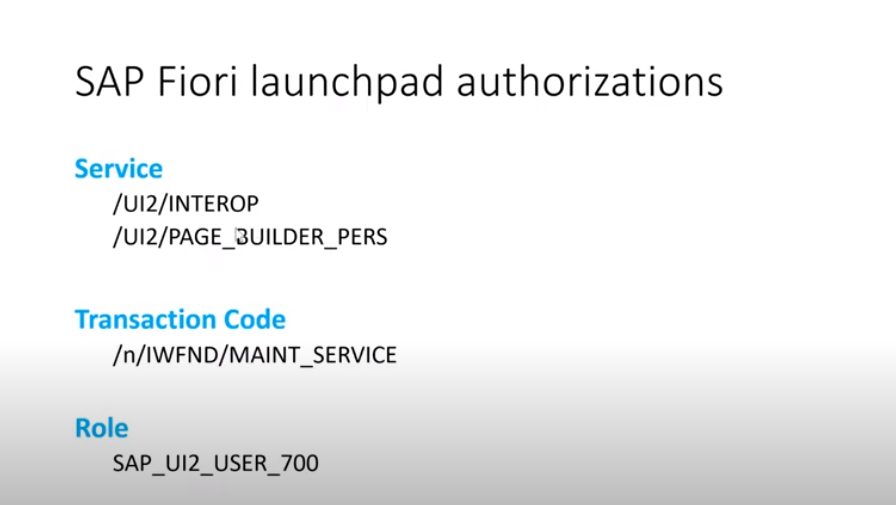 SAP Fiori launchpad authorizations
Service
/UI2/INTEROP
/UI2/PAGE_BUILDER_PERS
Transaction Code
/n/IWFND/MAINT_SERVICE
Role
SAP_UI2_USER_700